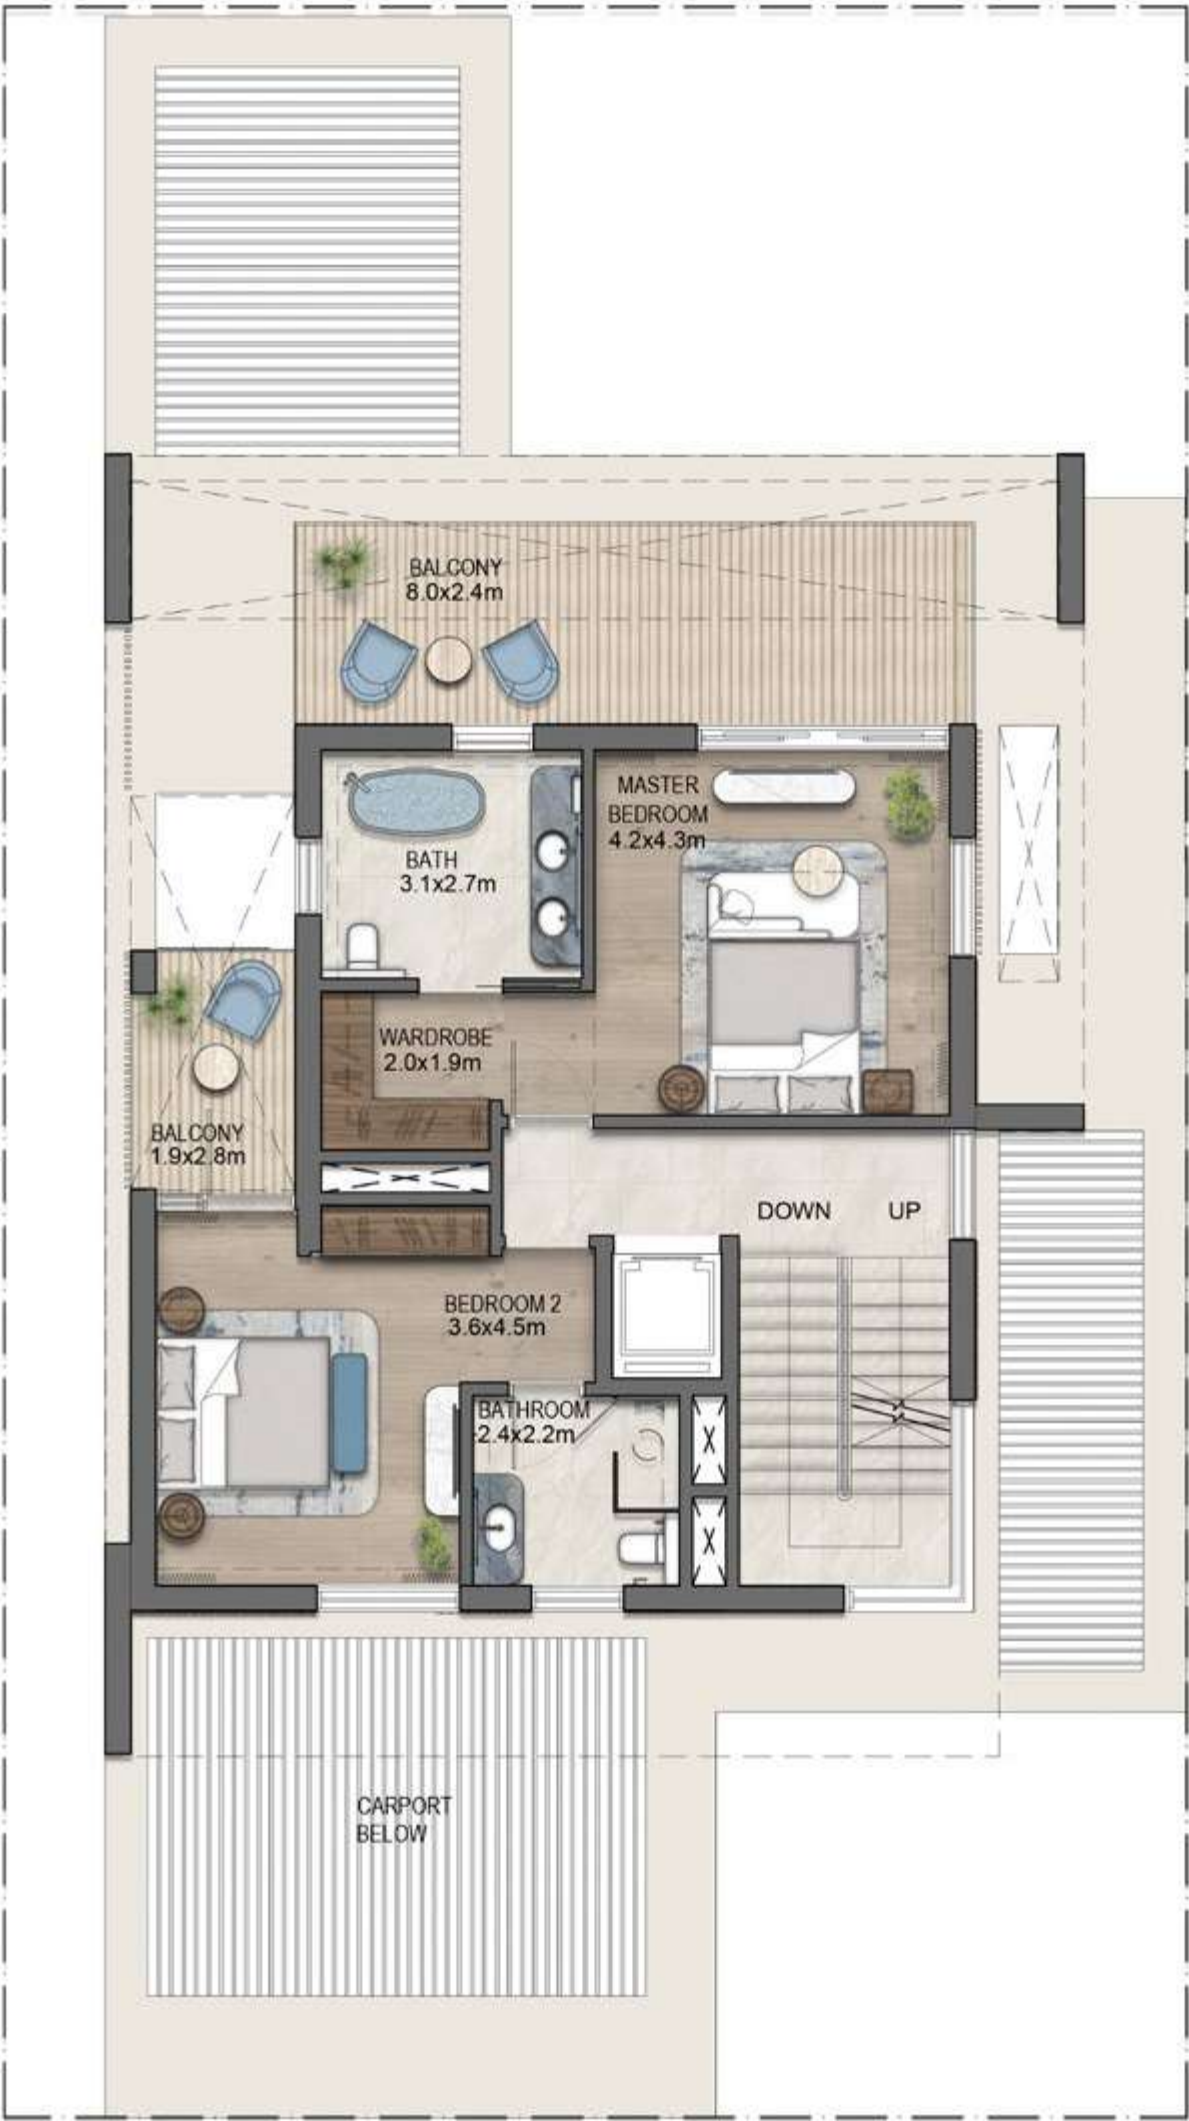 BALCONY
8.0x2.4m
MASTER
BEDROOM
4.2x4.3m
BATH
3.1x2.7m
WARDROBE
2.0x1.9m
BALCONY
1.9x2.8m
DOWN
UP
BEDROOM 2
3.6x4.5m
BATHROOM
2.4x2.2m
CARPORT
BELOW